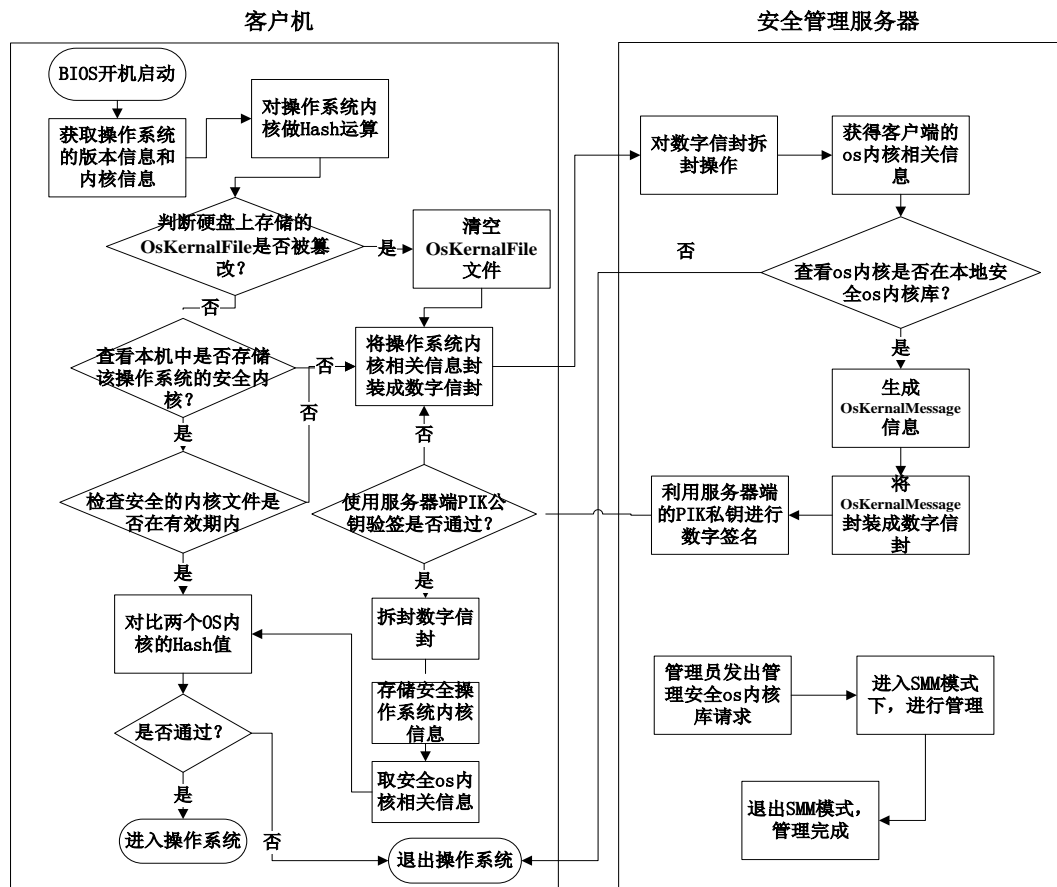 客户机
安全管理服务器
BIOS开机启动
获取操作系统
的版本信息和
内核信息
对操作系统内
核做Hash运算
判断硬盘上存储的
OsKernalFile是否被篡
改?
是
清空
OsKernalFile
文件
否
查看本机中是否存储
该操作系统的安全内
核?
否
将操作系统内
核相关信息封
装成数字信封
否
是
检查安全的内核文件是
否在有效期内
否
使用服务器端PIK公
钥验签是否通过?
是
是
对比两个OS内
核的Hash值
拆封数字信
封
存储安全操
作系统内核
信息
是否通过?
取安全os内
核相关信息
是
进入操作系统
否
退出操作系统
对数字信封拆
封操作
获得客户端的
os内核相关信
息
否
查看os内核是否在本地安
全os内核库?
是
生成
OsKernalMessage
信息
将
OsKernalMessage
封装成数字信
封
利用服务器端
的PIK私钥进行
数字签名
管理员发出管
理安全os内核
库请求
进入SMM模式
下，进行管理
退出SMM模式，
管理完成